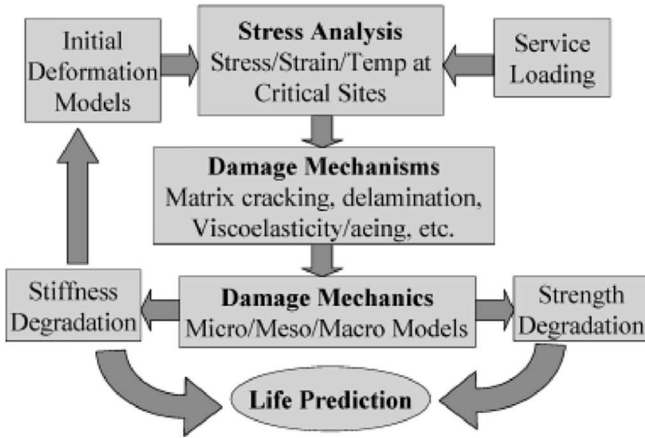 Initial
Deformation
Models
Stress Analysis
Stress/Strain/Temp at
Critical Sites
Service
Loading
Damage Mechanisms
Matrix cracking, delamination,
Viscoelasticity/aeing, etc.
Stiffness
Degradation
Damage Mechanics
Micro/Meso/Macro Models
Strength
Degradation
Life Prediction